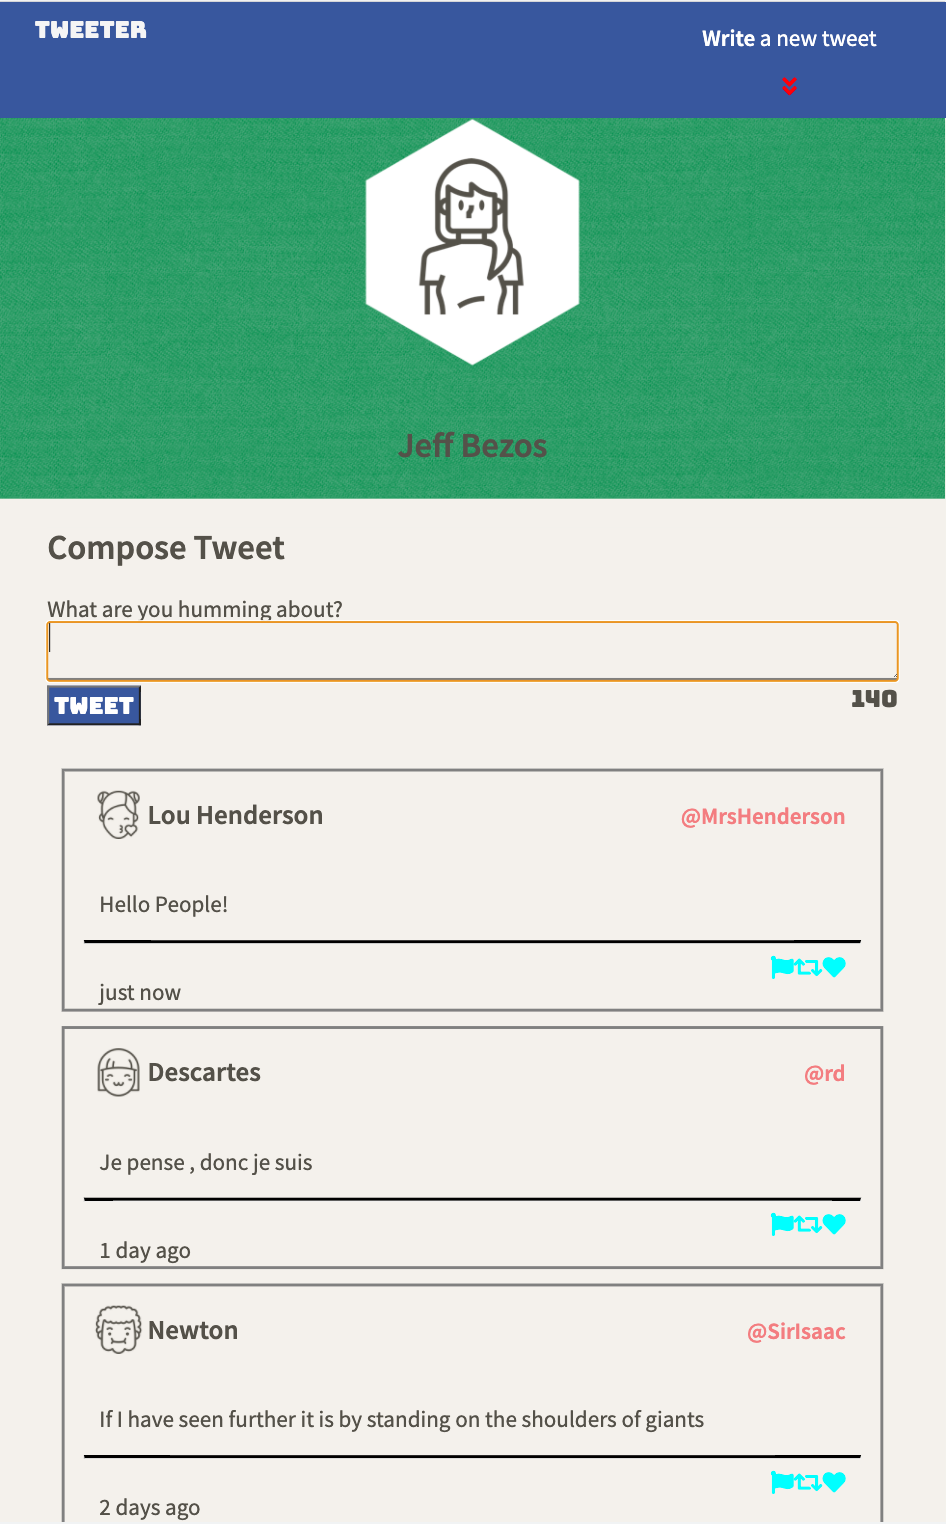 TWEETER
Write a new tweet
Jeff Bezos
Compose Tweet
What are you humming about?
TWEET
140
Lou Henderson
@MrsHenderson
Hello People!
just now
Descartes
@rd
Je pense , donc je suis
1 day ago
Newton
@SirIsaac
If I have seen further it is by standing on the shoulders of giants
2 days ago